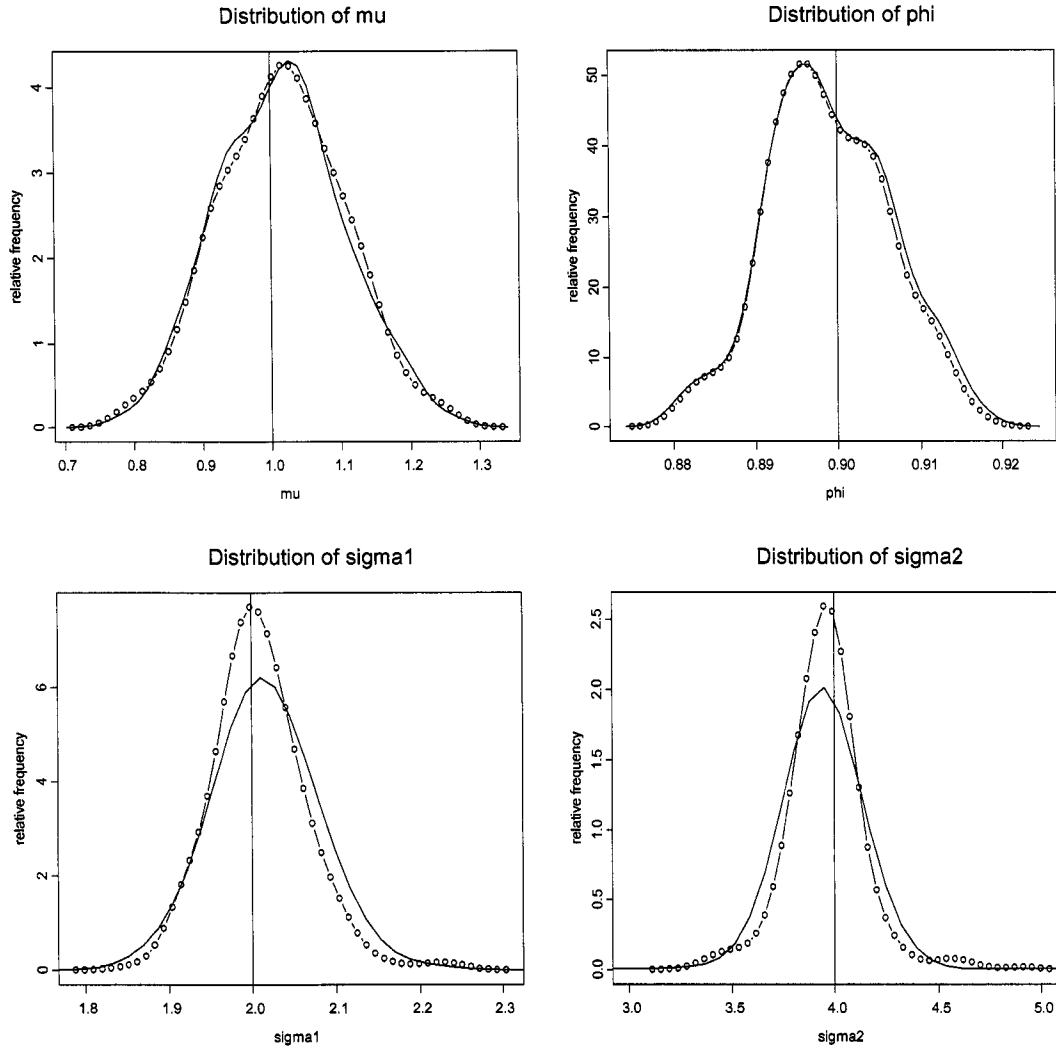 Distribution of mu
relative frequency
4
3
2
1
0
0.7 0.8 0.9 1.0 1.1 1.2 1.3
mu
Distribution of phi
relative frequency
50
40
30
20
10
0
0.88 0.89 0.90 0.91 0.92
phi
Distribution of sigma1
relative frequency
6
4
2
0
1.8 1.9 2.0 2.1 2.2 2.3
sigma1
Distribution of sigma2
relative frequency
2.5
2.0
1.5
1.0
0.5
0.0
3.0 3.5 4.0 4.5 5.0
sigma2